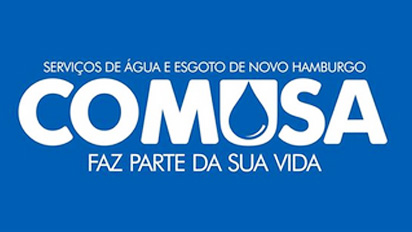 SERVIÇOS DE ÁGUA E ESGOTO DE NOVO HAMBURGO
COMUSA
FAZ PARTE DA SUA VIDA